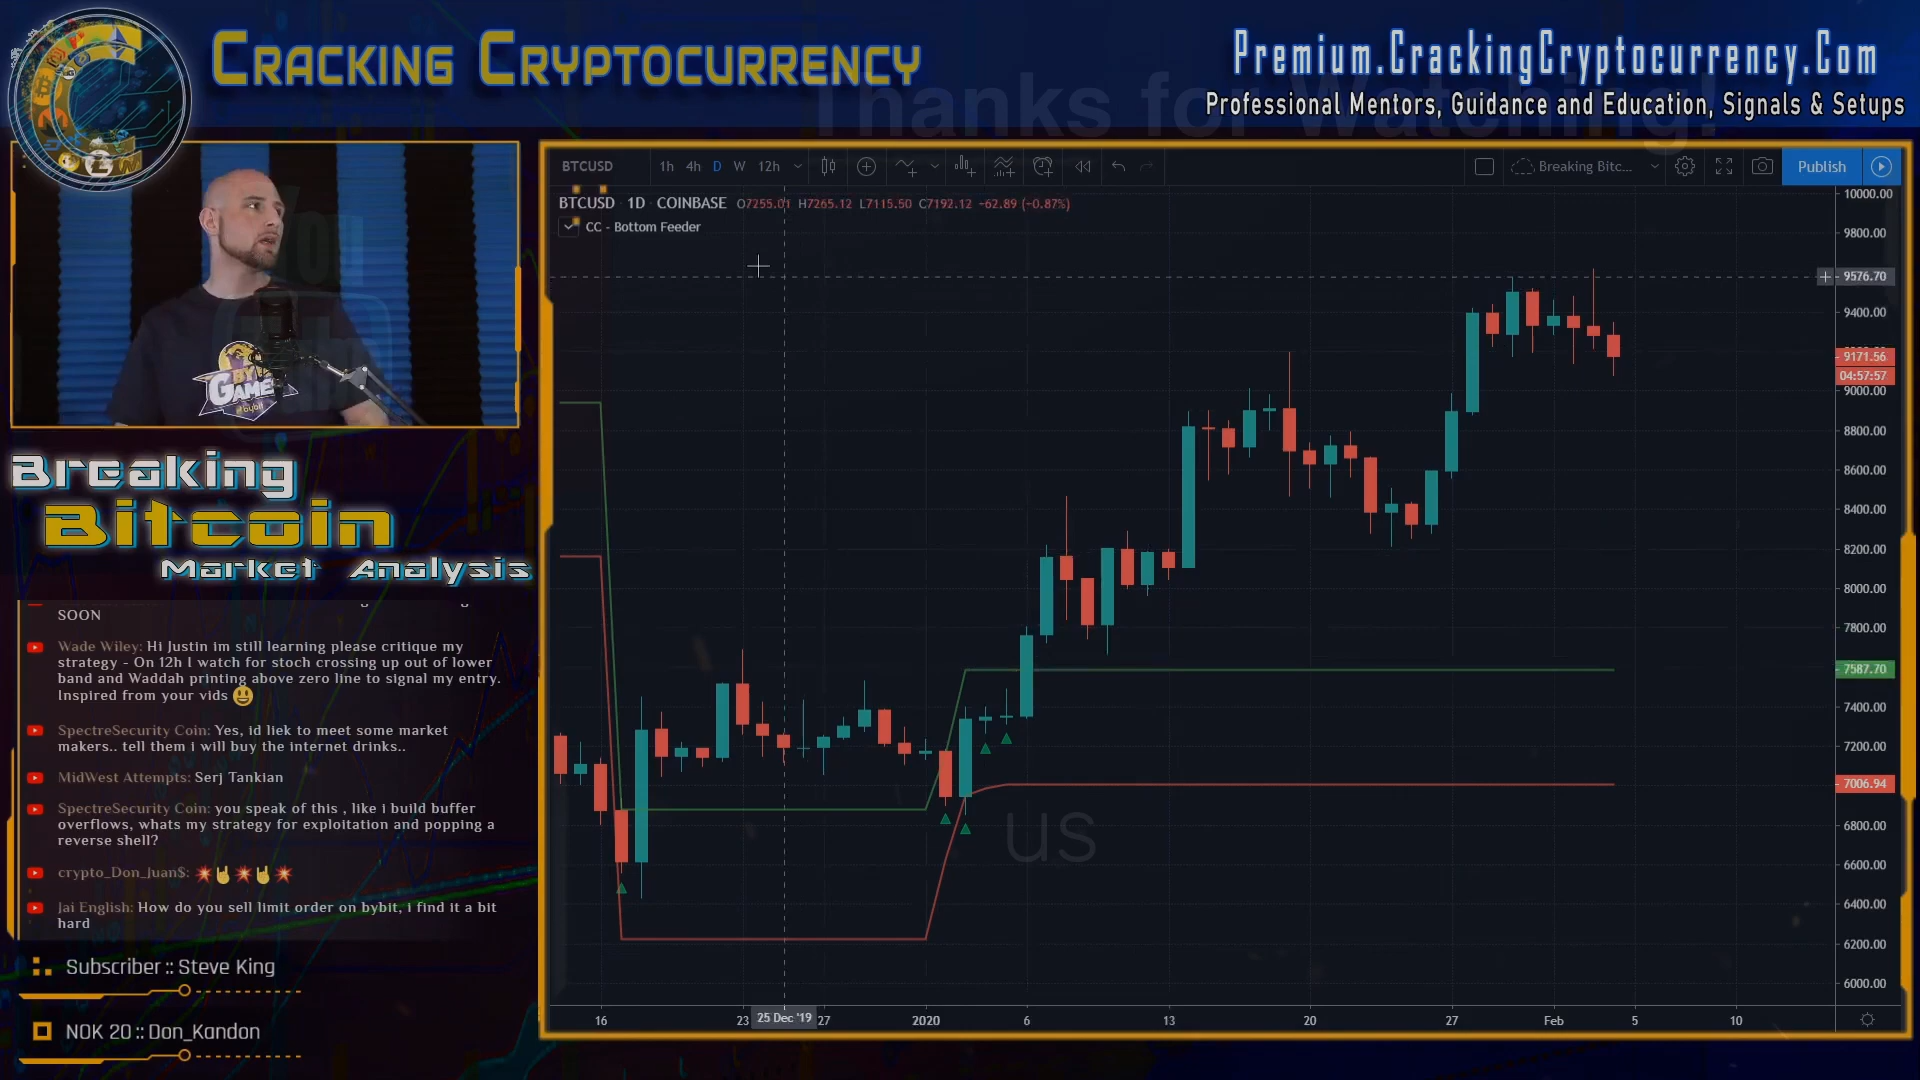 Cracking Cryptocurrency
Premium.CrackingCryptocurrency.Com
Professional Mentors, Guidance and Education, Signals & Setups
Thanks for Watching!
BTCUSD
1h 4h D W 12h
Breaking Bitc...
Publish
BTCUSD 1D COINBASE O7255.01 H7265.12 L7115.50 C7192.12 -62.89 (-0.87%)
CC - Bottom Feeder
You
Tube
BYB
GAME
bybit
Breaking
Bitcoin
Market Analysis
SOON
Wade Wiley: Hi Justin im still learning please critique my
strategy - On 12h I watch for stoch crossing up out of lower
band and Waddah printing above zero line to signal my entry.
Inspired from your vids 😃
SpectreSecurity Coin: Yes, id liek to meet some market
makers.. tell them i will buy the internet drinks..
MidWest Attempts: Serj Tankian
SpectreSecurity Coin: you speak of this , like i build buffer
overflows, whats my strategy for exploitation and popping a
reverse shell?
crypto_Don_Juan$: 💥🤘💥🤘💥
Jai English: How do you sell limit order on bybit, i find it a bit
hard
Subscriber :: Steve King
NOK 20 :: Don_Kandon
us
10000.00
9800.00
9576.70
9400.00
9171.56
04:57:57
9000.00
8800.00
8600.00
8400.00
8200.00
8000.00
7800.00
7587.70
7400.00
7200.00
7006.94
6800.00
6600.00
6400.00
6200.00
6000.00
16 23 25 Dec '19 27 2020 6 13 20 27 Feb 5 10